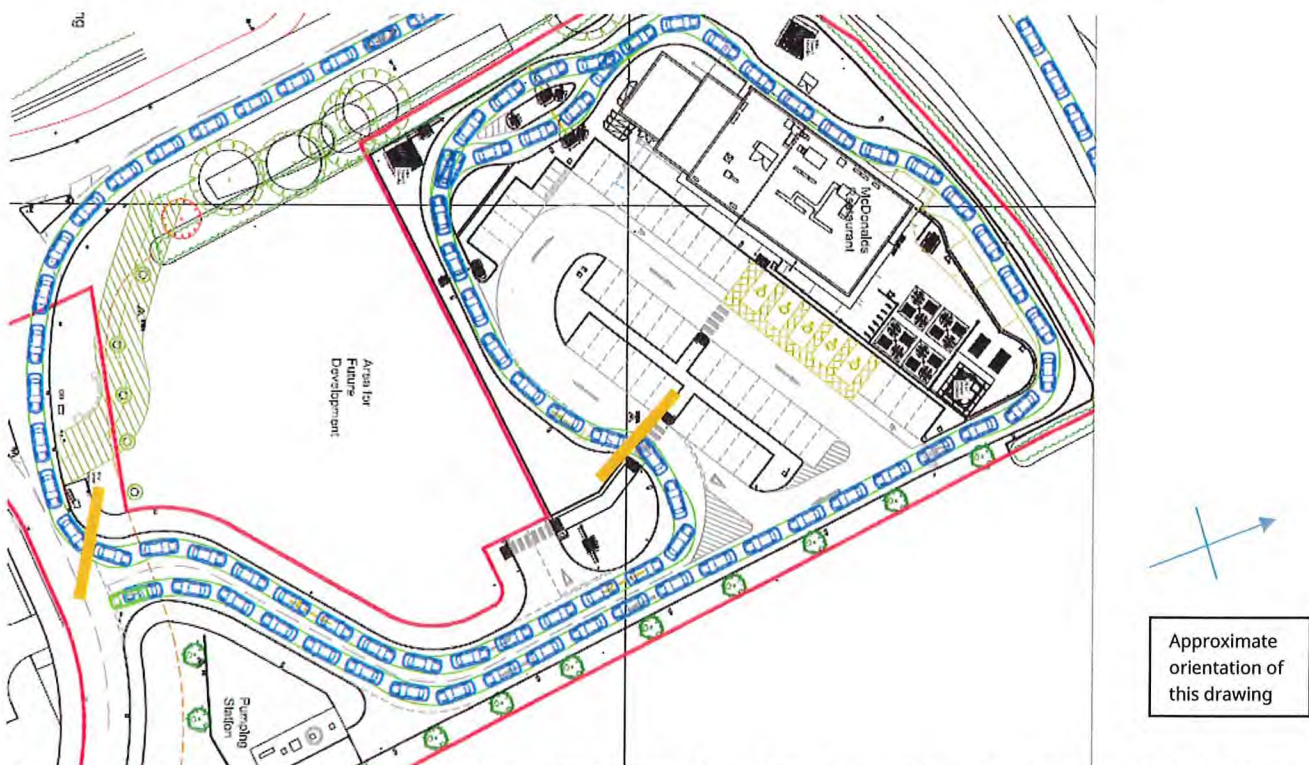 McDonalds
Restaurant
Area for
Future
Development
Pumping
Station
Approximate
orientation of
this drawing